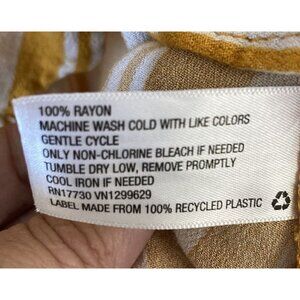 100% RAYON
MACHINE WASH COLD WITH LIKE COLORS
GENTLE CYCLE
ONLY NON-CHLORINE BLEACH IF NEEDED
TUMBLE DRY LOW, REMOVE PROMPTLY
COOL IRON IF NEEDED
RN17730 VN1299629
LABEL MADE FROM 100% RECYCLED PLASTIC